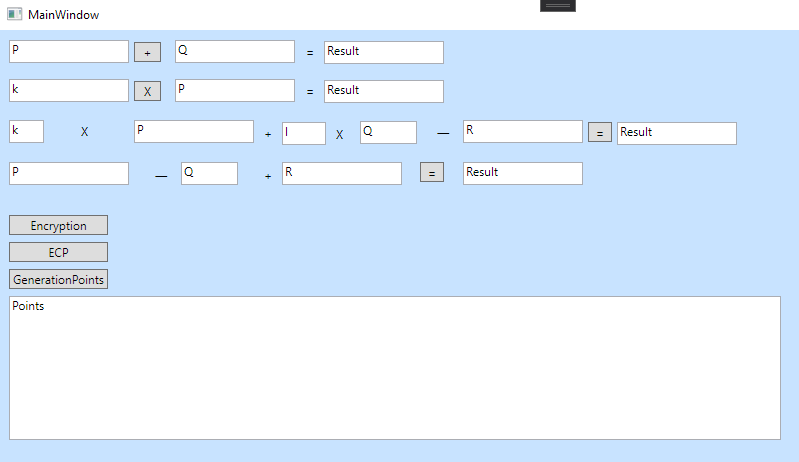 MainWindow
P + Q = Result
k X P = Result
k X P + l X Q — R = Result
P — Q + R = Result
Encryption
ECP
GenerationPoints
Points